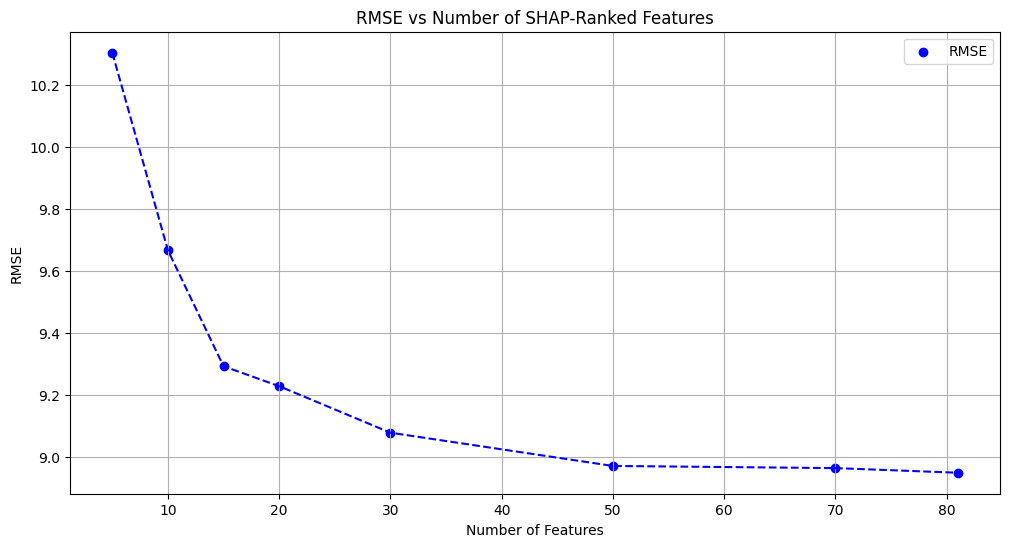 RMSE vs Number of SHAP-Ranked Features
RMSE
10.2
10.0
9.8
9.6
9.4
9.2
9.0
RMSE
10 20 30 40 50 60 70 80
Number of Features